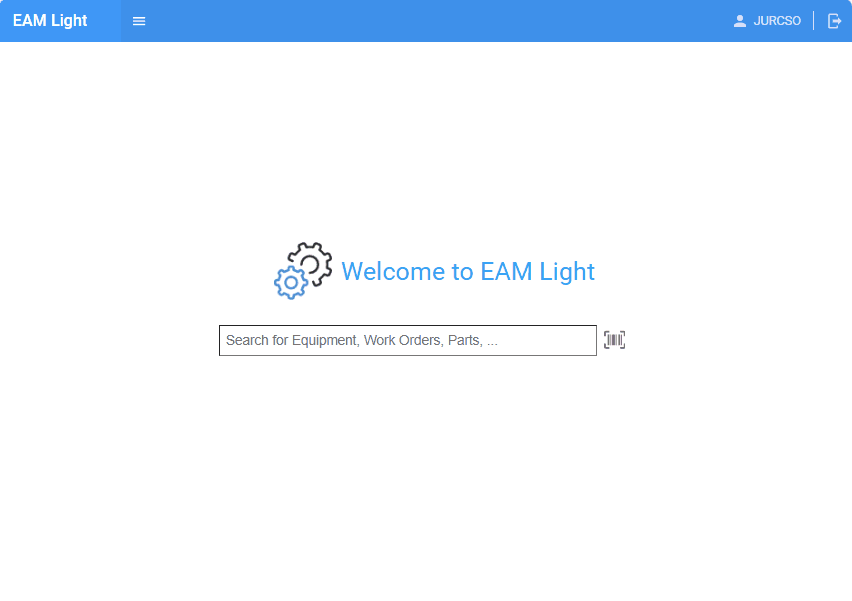 EAM Light
JURCSO
Welcome to EAM Light
Search for Equipment, Work Orders, Parts, ...